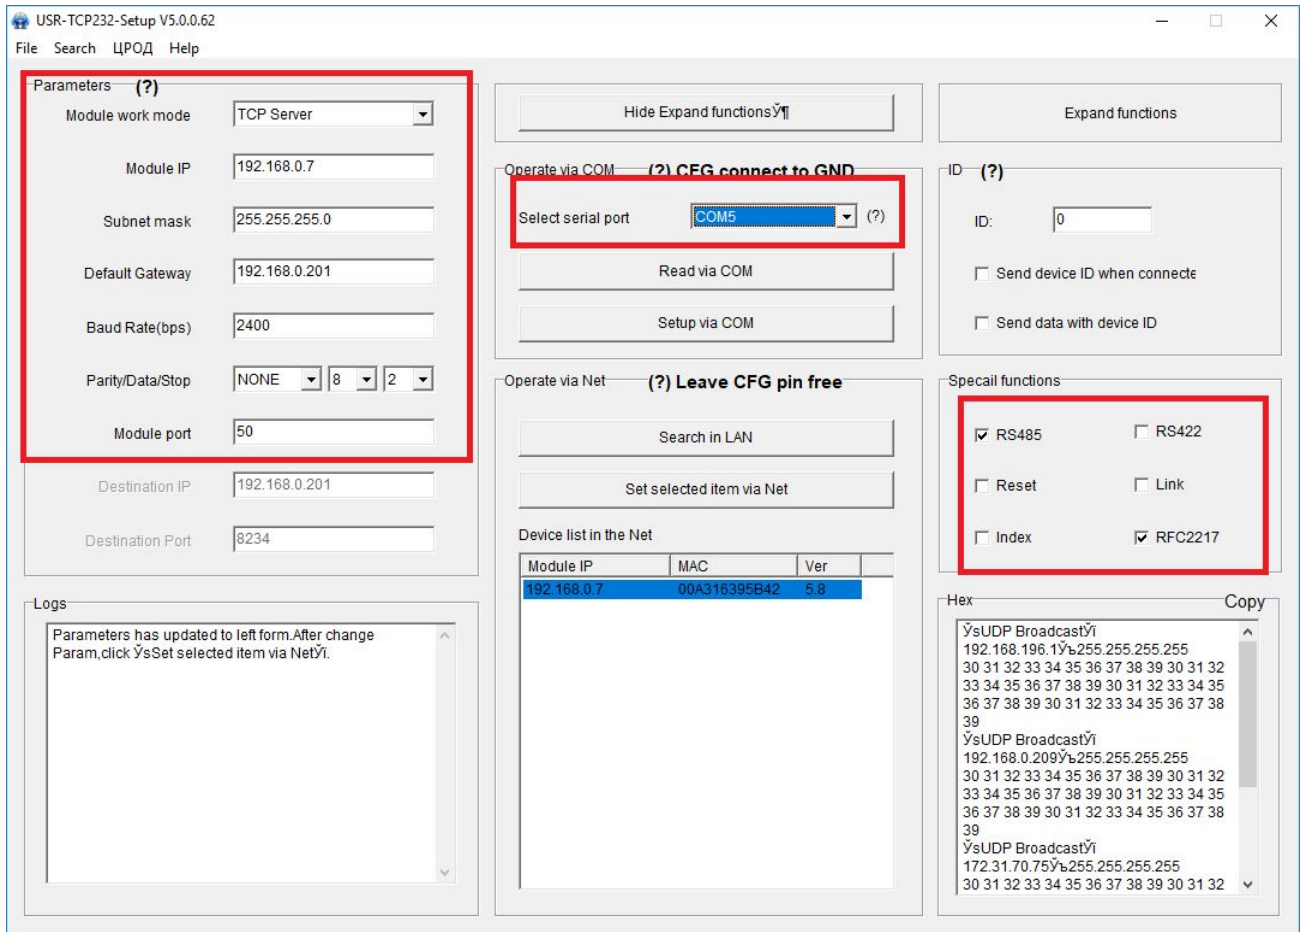 USR-TCP232-Setup V5.0.0.62
File Search ЦРОД Help
Parameters (?)
Module work mode TCP Server
Module IP 192.168.0.7
Subnet mask 255.255.255.0
Default Gateway 192.168.0.201
Baud Rate(bps) 2400
Parity/Data/Stop NONE 8 2
Module port 50
Destination IP 192.168.0.201
Destination Port 8234
Logs
Parameters has updated to left form.After change
Param,click ЎsSet selected item via NetЎї.
Hide Expand functionsЎ¶
Operate via COM (?) CFG connect to GND
Select serial port COM5 (?)
Read via COM
Setup via COM
Operate via Net (?) Leave CFG pin free
Search in LAN
Set selected item via Net
Device list in the Net
Module IP MAC Ver
192.168.0.7 00A316395B42 5.8
Expand functions
ID (?)
ID: 0
Send device ID when connecte
Send data with device ID
Specail functions
RS485 RS422
Reset Link
Index RFC2217
Hex Copy
ЎsUDP BroadcastЎї
192.168.196.1Ўъ255.255.255.255
30 31 32 33 34 35 36 37 38 39 30 31 32
33 34 35 36 37 38 39 30 31 32 33 34 35
36 37 38 39 30 31 32 33 34 35 36 37 38
39
ЎsUDP BroadcastЎї
192.168.0.209Ўъ255.255.255.255
30 31 32 33 34 35 36 37 38 39 30 31 32
33 34 35 36 37 38 39 30 31 32 33 34 35
36 37 38 39 30 31 32 33 34 35 36 37 38
39
ЎsUDP BroadcastЎї
172.31.70.75Ўъ255.255.255.255
30 31 32 33 34 35 36 37 38 39 30 31 32